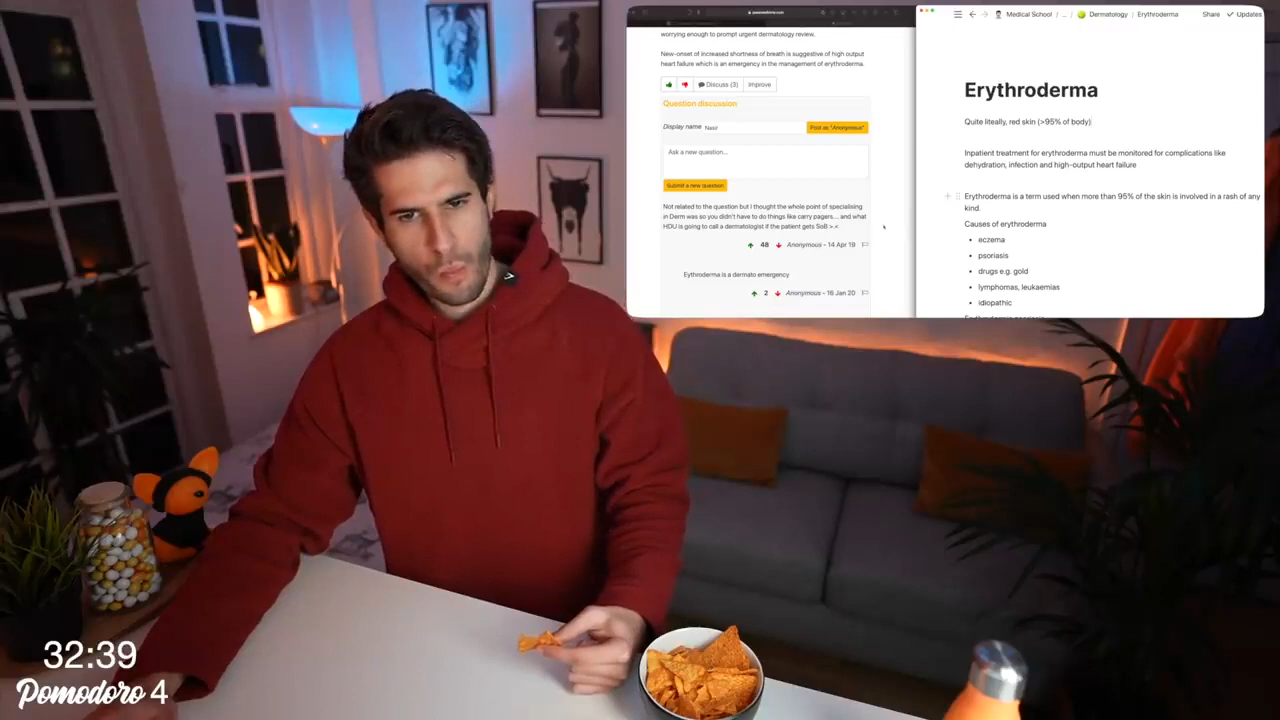 worrying enough to prompt urgent dermatology review.
New-onset of increased shortness of breath is suggestive of high output
heart failure which is an emergency in the management of erythroderma.
Discuss (3) Improve
Question discussion
Display name Nasir Post as "Anonymous"
Ask a new question...
Submit a new question
Not related to the question but I thought the whole point of specialising
in Derm was so you didn't have to do things like carry pagers.... and what
HDU is going to call a dermatologist if the patient gets SoB >.<
48 Anonymous - 14 Apr 19
Eythroderma is a dermato emergency
2 Anonymous - 16 Jan 20
Medical School / ... / Dermatology / Erythroderma Share Updates
Erythroderma
Quite literally, red skin (>95% of body)
Inpatient treatment for erythroderma must be monitored for complications like
dehydration, infection and high-output heart failure
Erythroderma is a term used when more than 95% of the skin is involved in a rash of any
kind.
Causes of erythroderma
• eczema
• psoriasis
• drugs e.g. gold
• lymphomas, leukaemias
• idiopathic
32:39
Pomodoro 4